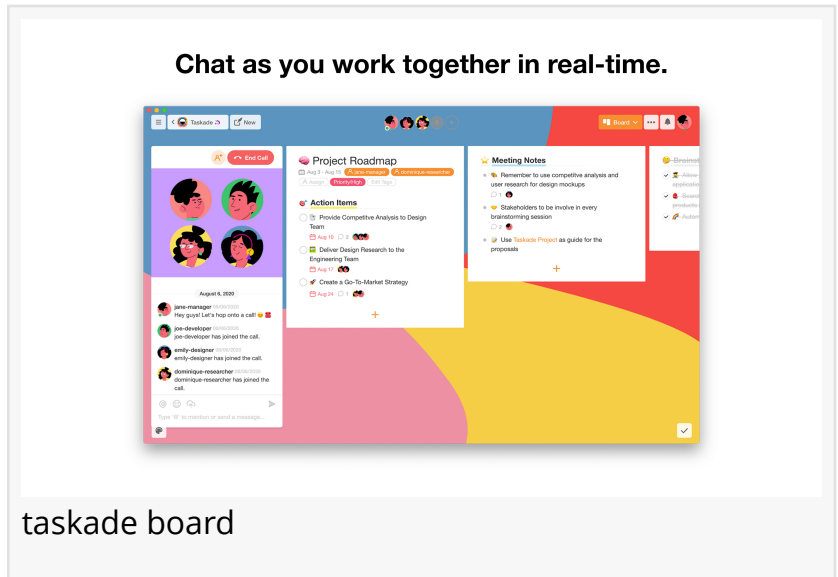 Chat as you work together in real-time.
Taskade
New
Board
End Call
August 6, 2020
jane-manager 08/06/2020
Hey guys! Let's hop onto a call!
joe-developer 08/06/2020
joe-developer has joined the call.
emily-designer 08/06/2020
emily-designer has joined the call.
dominique-researcher 08/06/2020
dominique-researcher has joined the
call.
Type '@' to mention or send a message...
Project Roadmap
Aug 3 - Aug 15 jane-manager dominique-researcher
Assign Priority/High Edit Tags
Action Items
Provide Competitive Analysis to Design
Team
2
Deliver Design Research to the
Engineering Team
Aug 17
Create a Go-To-Market Strategy
Aug 24 1
Meeting Notes
Remember to use competitive analysis and
user research for design mockups
1
Stakeholders to be involve in every
brainstorming session
2
Use Taskade Project as guide for the
proposals
Brainst
Allow
applicatio
Search
products
Autom
taskade board